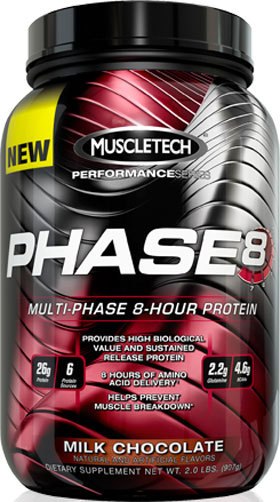 NEW
MUSCLETECH
PERFORMANCE SERIES
PHASE8
MULTI-PHASE 8-HOUR PROTEIN
PROVIDES HIGH BIOLOGICAL
VALUE AND SUSTAINED
RELEASE PROTEIN
26g
Protein
6
Protein
Sources
8 HOURS OF AMINO
ACID DELIVERY
2.2g
Glutamine
4.6g
BCAAs
HELPS PREVENT
MUSCLE BREAKDOWN
MILK CHOCOLATE
NATURAL AND ARTIFICIAL FLAVORS
DIETARY SUPPLEMENT NET WT. 2.0 LBS. (907g)